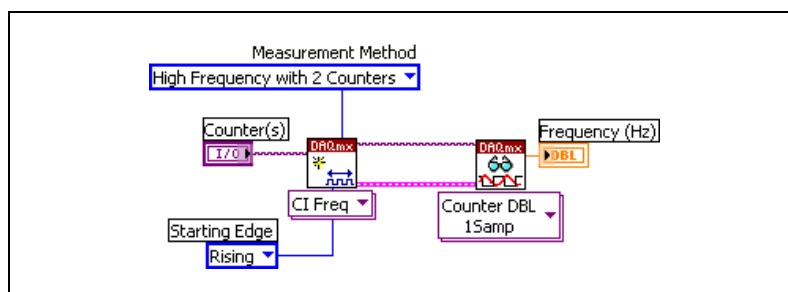 Measurement Method
High Frequency with 2 Counters
Counter(s)
I/O
DAQmx
CI Freq
Starting Edge
Rising
DAQmx
Counter DBL
1Samp
Frequency (Hz)
DBL